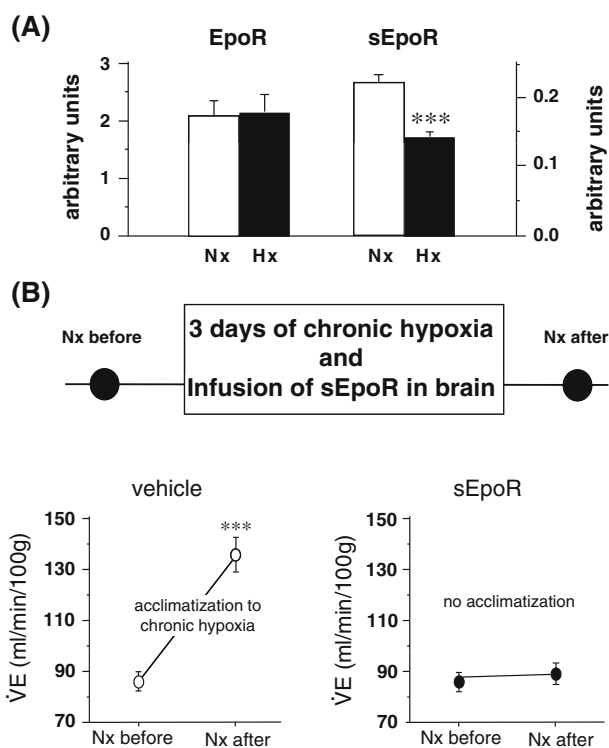 (A)
EpoR
sEpoR
arbitrary units
3
2
1
0
***
0.2
0.1
0.0
arbitrary units
Nx
Hx
Nx
Hx
(B)
Nx before
3 days of chronic hypoxia
and
Infusion of sEpoR in brain
Nx after
vehicle
V̇E (ml/min/100g)
150
130
110
90
70
***
acclimatization to
chronic hypoxia
Nx before
Nx after
sEpoR
V̇E (ml/min/100g)
150
130
110
90
70
no acclimatization
Nx before
Nx after